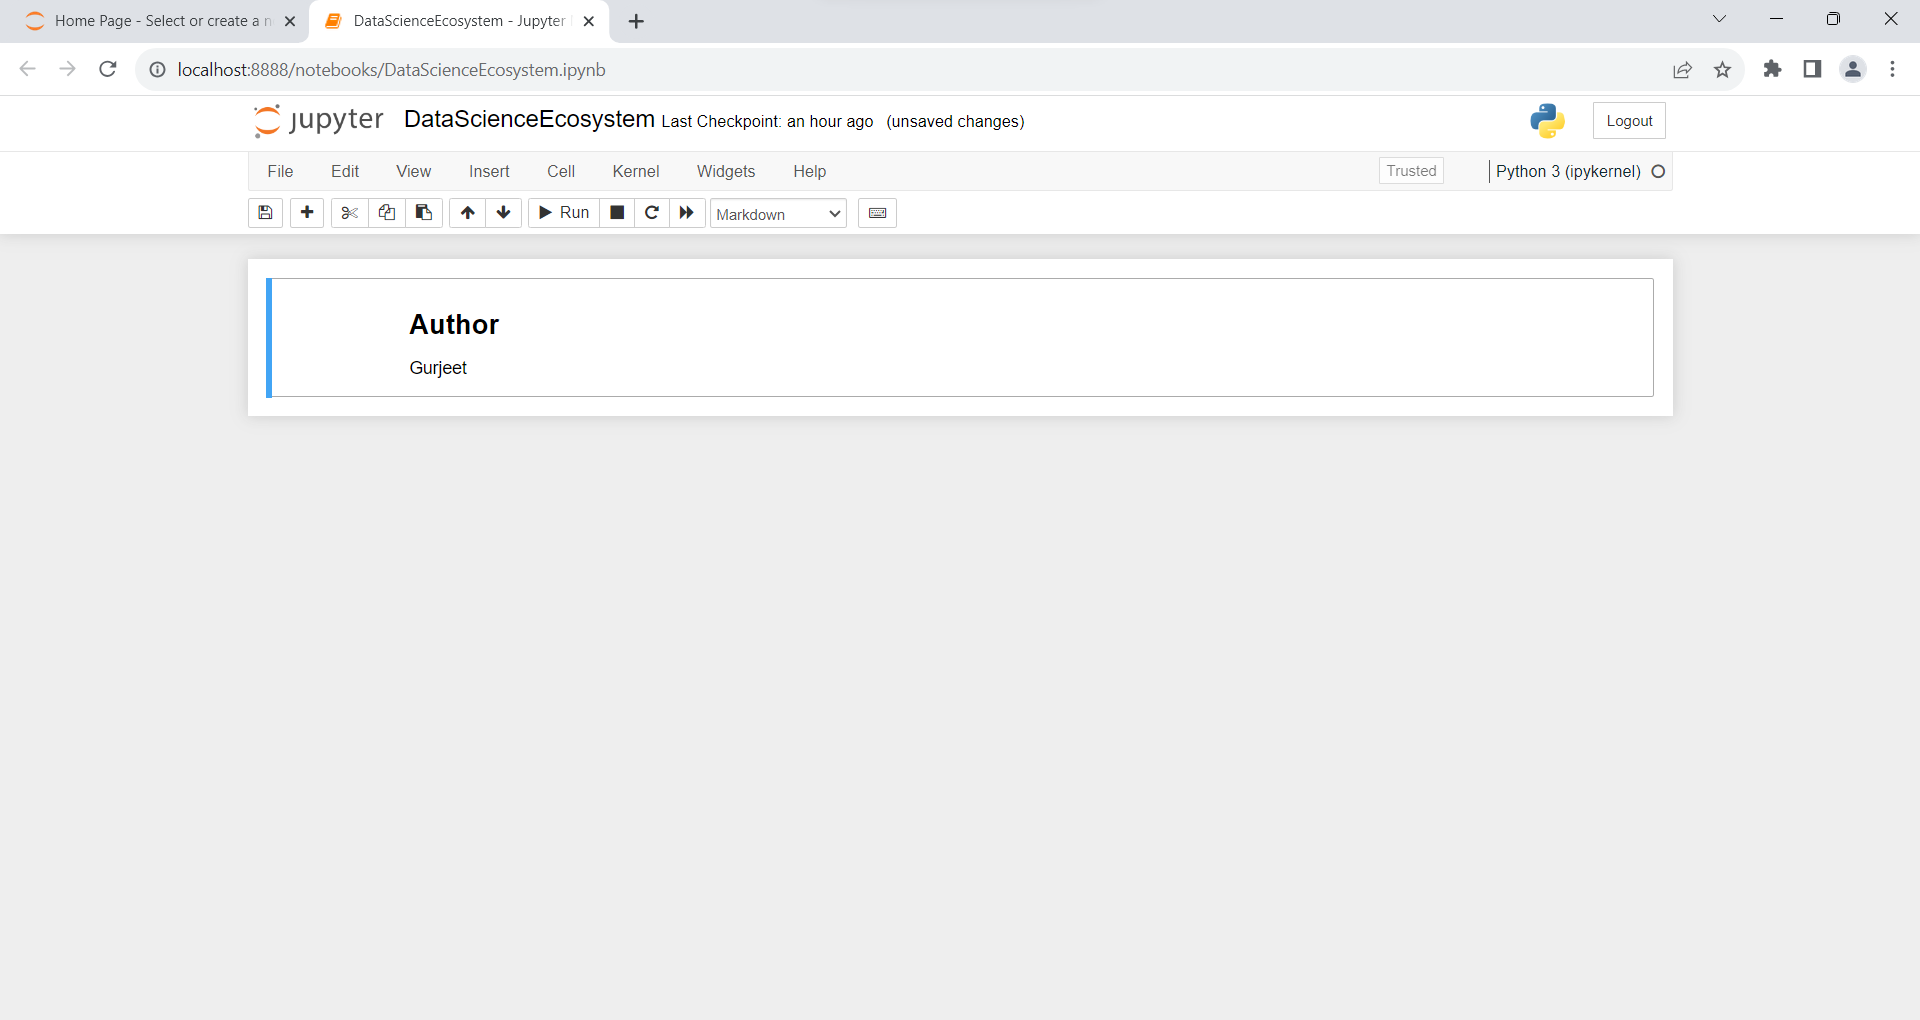 Home Page - Select or create a n
DataScienceEcosystem - Jupyter
localhost:8888/notebooks/DataScienceEcosystem.ipynb
jupyter DataScienceEcosystem Last Checkpoint: an hour ago (unsaved changes)
Logout
File Edit View Insert Cell Kernel Widgets Help Trusted Python 3 (ipykernel)
Run Markdown
Author
Gurjeet